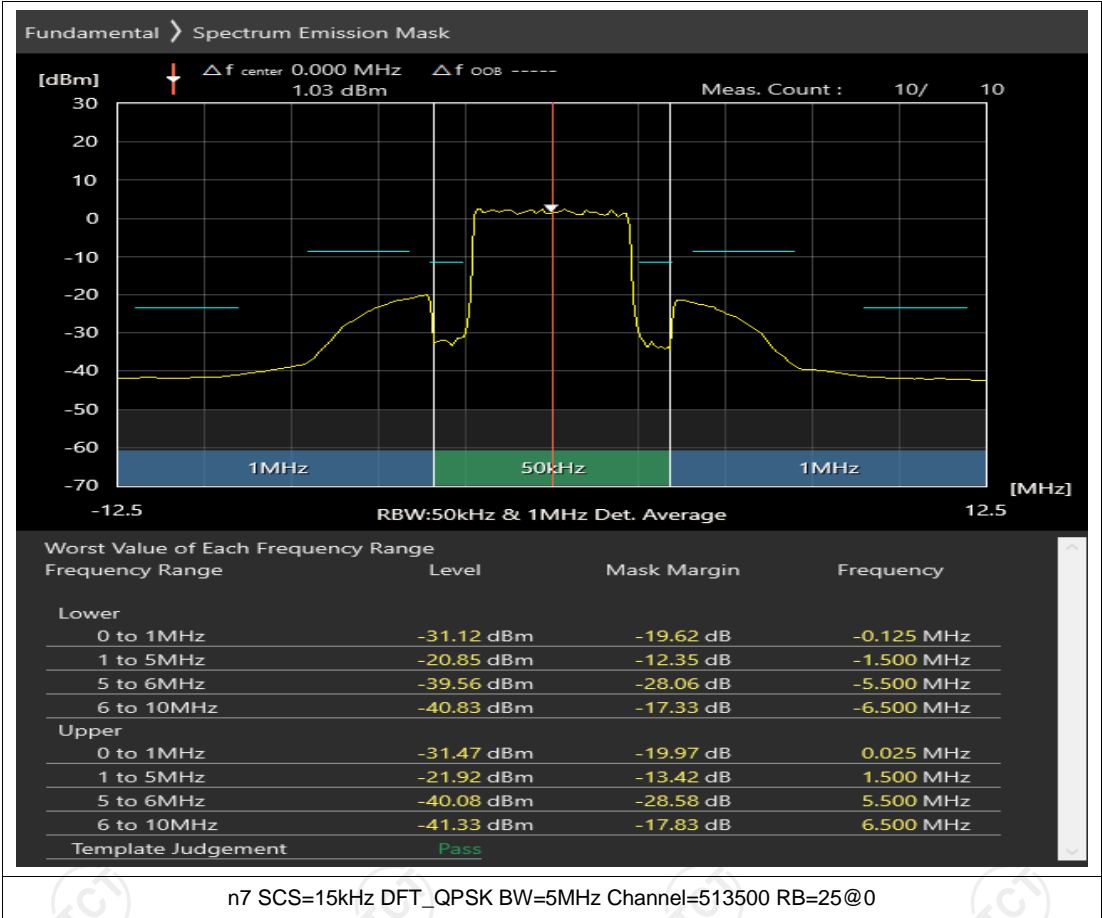 Fundamental 〉 Spectrum Emission Mask
[dBm] △f center 0.000 MHz △f OOB -----
1.03 dBm Meas. Count : 10/ 10
30
20
10
0
-10
-20
-30
-40
-50
-60
-70
1MHz 50kHz 1MHz
[MHz]
-12.5 RBW:50kHz & 1MHz Det. Average 12.5
Worst Value of Each Frequency Range
Frequency Range Level Mask Margin Frequency
Lower
0 to 1MHz -31.12 dBm -19.62 dB -0.125 MHz
1 to 5MHz -20.85 dBm -12.35 dB -1.500 MHz
5 to 6MHz -39.56 dBm -28.06 dB -5.500 MHz
6 to 10MHz -40.83 dBm -17.33 dB -6.500 MHz
Upper
0 to 1MHz -31.47 dBm -19.97 dB 0.025 MHz
1 to 5MHz -21.92 dBm -13.42 dB 1.500 MHz
5 to 6MHz -40.08 dBm -28.58 dB 5.500 MHz
6 to 10MHz -41.33 dBm -17.83 dB 6.500 MHz
Template Judgement Pass
n7 SCS=15kHz DFT_QPSK BW=5MHz Channel=513500 RB=25@0
TCT TCT TCT TCT